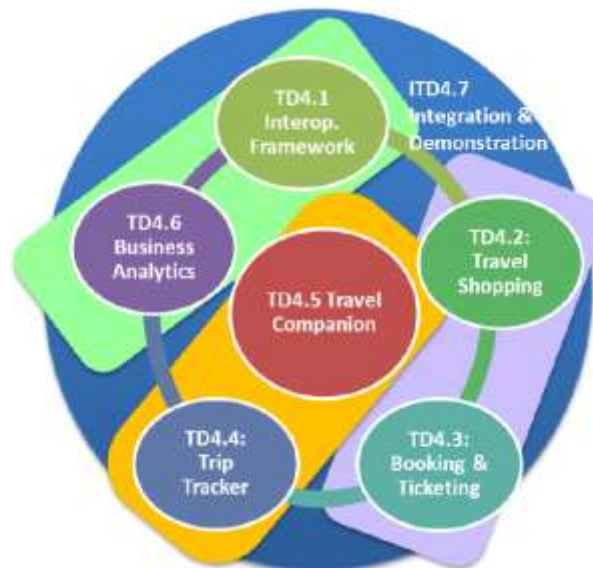 TD4.1
Interop.
Framework
ITD4.7
Integration &
Demonstration
TD4.6
Business
Analytics
TD4.2:
Travel
Shopping
TD4.5 Travel
Companion
TD4.4:
Trip
Tracker
TD4.3:
Booking &
Ticketing